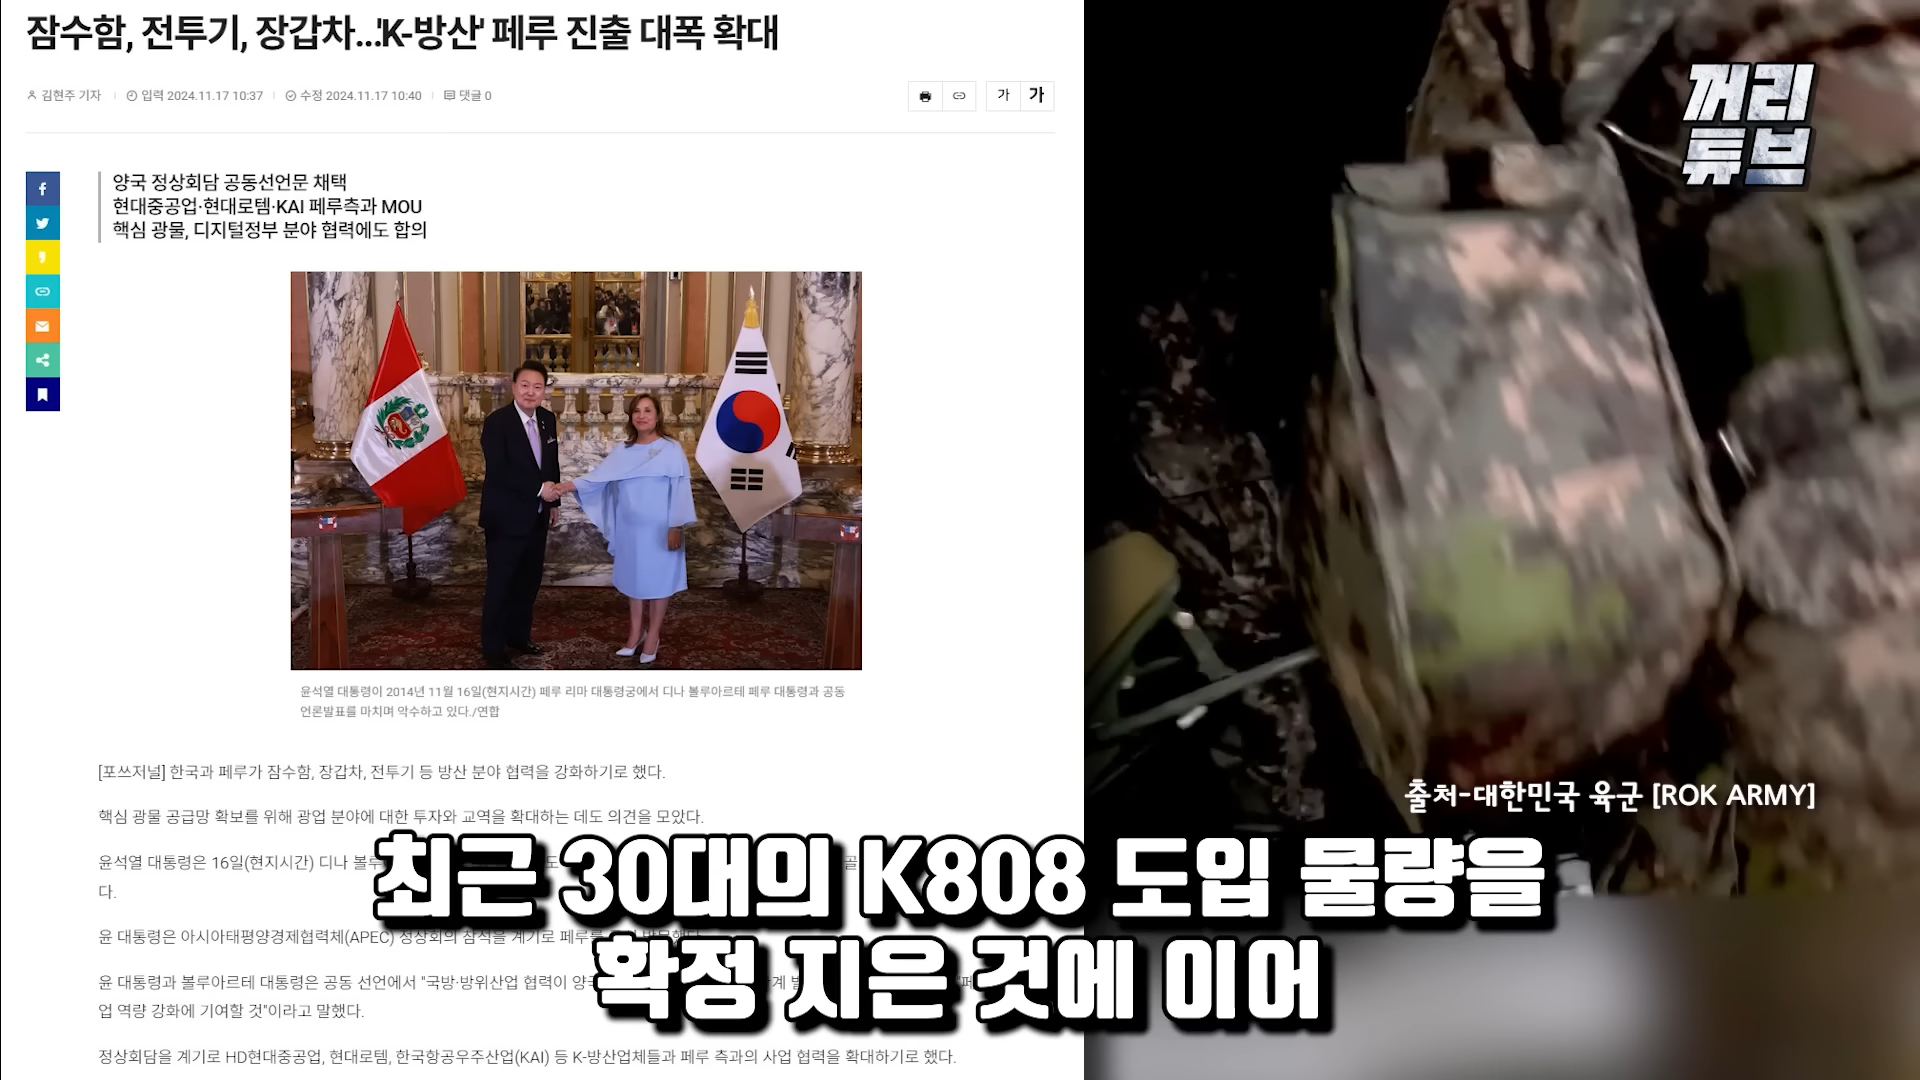 잠수함, 전투기, 장갑차...'K-방산' 페루 진출 대폭 확대
김현주 기자 입력 2024.11.17 10:37 수정 2024.11.17 10:40 댓글 0
가 가
꺼리
튜브
양국 정상회담 공동선언문 채택
현대중공업·현대로템·KAI 페루측과 MOU
핵심 광물, 디지털정부 분야 협력에도 합의
윤석열 대통령이 2014년 11월 16일(현지시간) 페루 리마 대통령궁에서 디나 볼루아르테 페루 대통령과 공동
언론발표를 마치며 악수하고 있다./연합
[포쓰저널] 한국과 페루가 잠수함, 장갑차, 전투기 등 방산 분야 협력을 강화하기로 했다.
출처-대한민국 육군 [ROK ARMY]
핵심 광물 공급망 확보를 위해 광업 분야에 대한 투자와 교역을 확대하는 데도 의견을 모았다.
윤석열 대통령은 16일(현지시간) 디나
다.
최근 30대의 K808 도입 물량을
확정 지은 것에 이어
윤 대통령은 아시아태평양경제협력체(APEC) 정상회의 참석을 계기로 페루를
윤 대통령과 볼루아르테 대통령은 공동 선언에서 "국방·방위산업 협력이
업 역량 강화에 기여할 것"이라고 말했다.
정상회담을 계기로 HD현대중공업, 현대로템, 한국항공우주산업(KAI) 등 K-방산업체들과 페루 측과의 사업 협력을 확대하기로 했다.